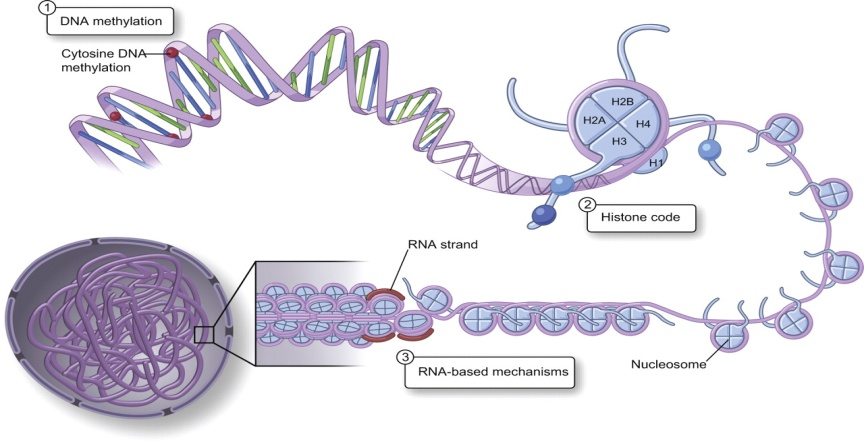 1
DNA methylation
Cytosine DNA
methylation
H2B
H2A
H4
H3
H1
2
Histone code
RNA strand
3
RNA-based mechanisms
Nucleosome